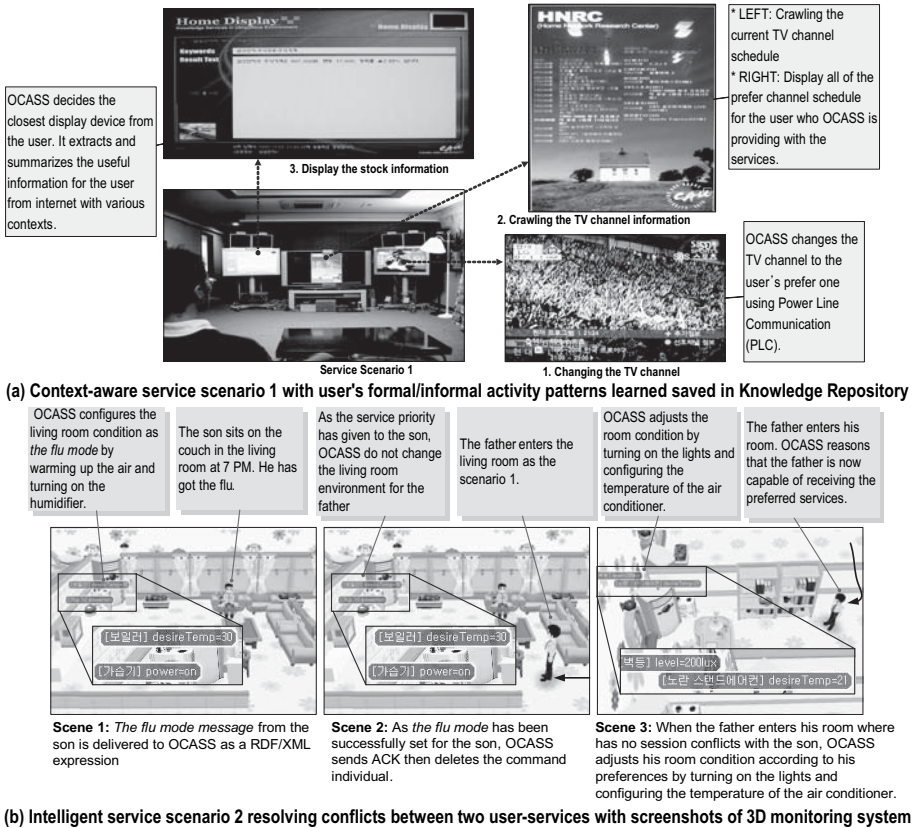 Home Display
Home Display
Keywords
Result Text
OCASS decides the
closest display device from
the user. It extracts and
summarizes the useful
information for the user
from internet with various
contexts.
3. Display the stock information
HNRC
(Home Network Research Center)
* LEFT: Crawling the
current TV channel
schedule
* RIGHT: Display all of the
prefer channel schedule
for the user who OCASS is
providing with the
services.
2. Crawling the TV channel information
Service Scenario 1
OCASS changes the
TV channel to the
user's prefer one
using Power Line
Communication
(PLC).
1. Changing the TV channel
(a) Context-aware service scenario 1 with user's formal/informal activity patterns learned saved in Knowledge Repository
OCASS configures the
living room condition as
the flu mode by
warming up the air and
turning on the
humidifier.
The son sits on the
couch in the living
room at 7 PM. He has
got the flu.
As the service priority
has given to the son,
OCASS do not change
the living room
environment for the
father
The father enters the
living room as the
scenario 1.
OCASS adjusts the
room condition by
turning on the lights and
configuring the
temperature of the air
conditioner.
The father enters his
room. OCASS reasons
that the father is now
capable of receiving the
preferred services.
[보일러] desireTemp=30
[가습기] power=on
[보일러] desireTemp=30
[가습기] power=on
벽등] level=200lux
[노란 스탠드에어컨] desireTemp=21
Scene 1: The flu mode message from the
son is delivered to OCASS as a RDF/XML
expression
Scene 2: As the flu mode has been
successfully set for the son, OCASS
sends ACK then deletes the command
individual.
Scene 3: When the father enters his room where
has no session conflicts with the son, OCASS
adjusts his room condition according to his
preferences by turning on the lights and
configuring the temperature of the air conditioner.
(b) Intelligent service scenario 2 resolving conflicts between two user-services with screenshots of 3D monitoring system